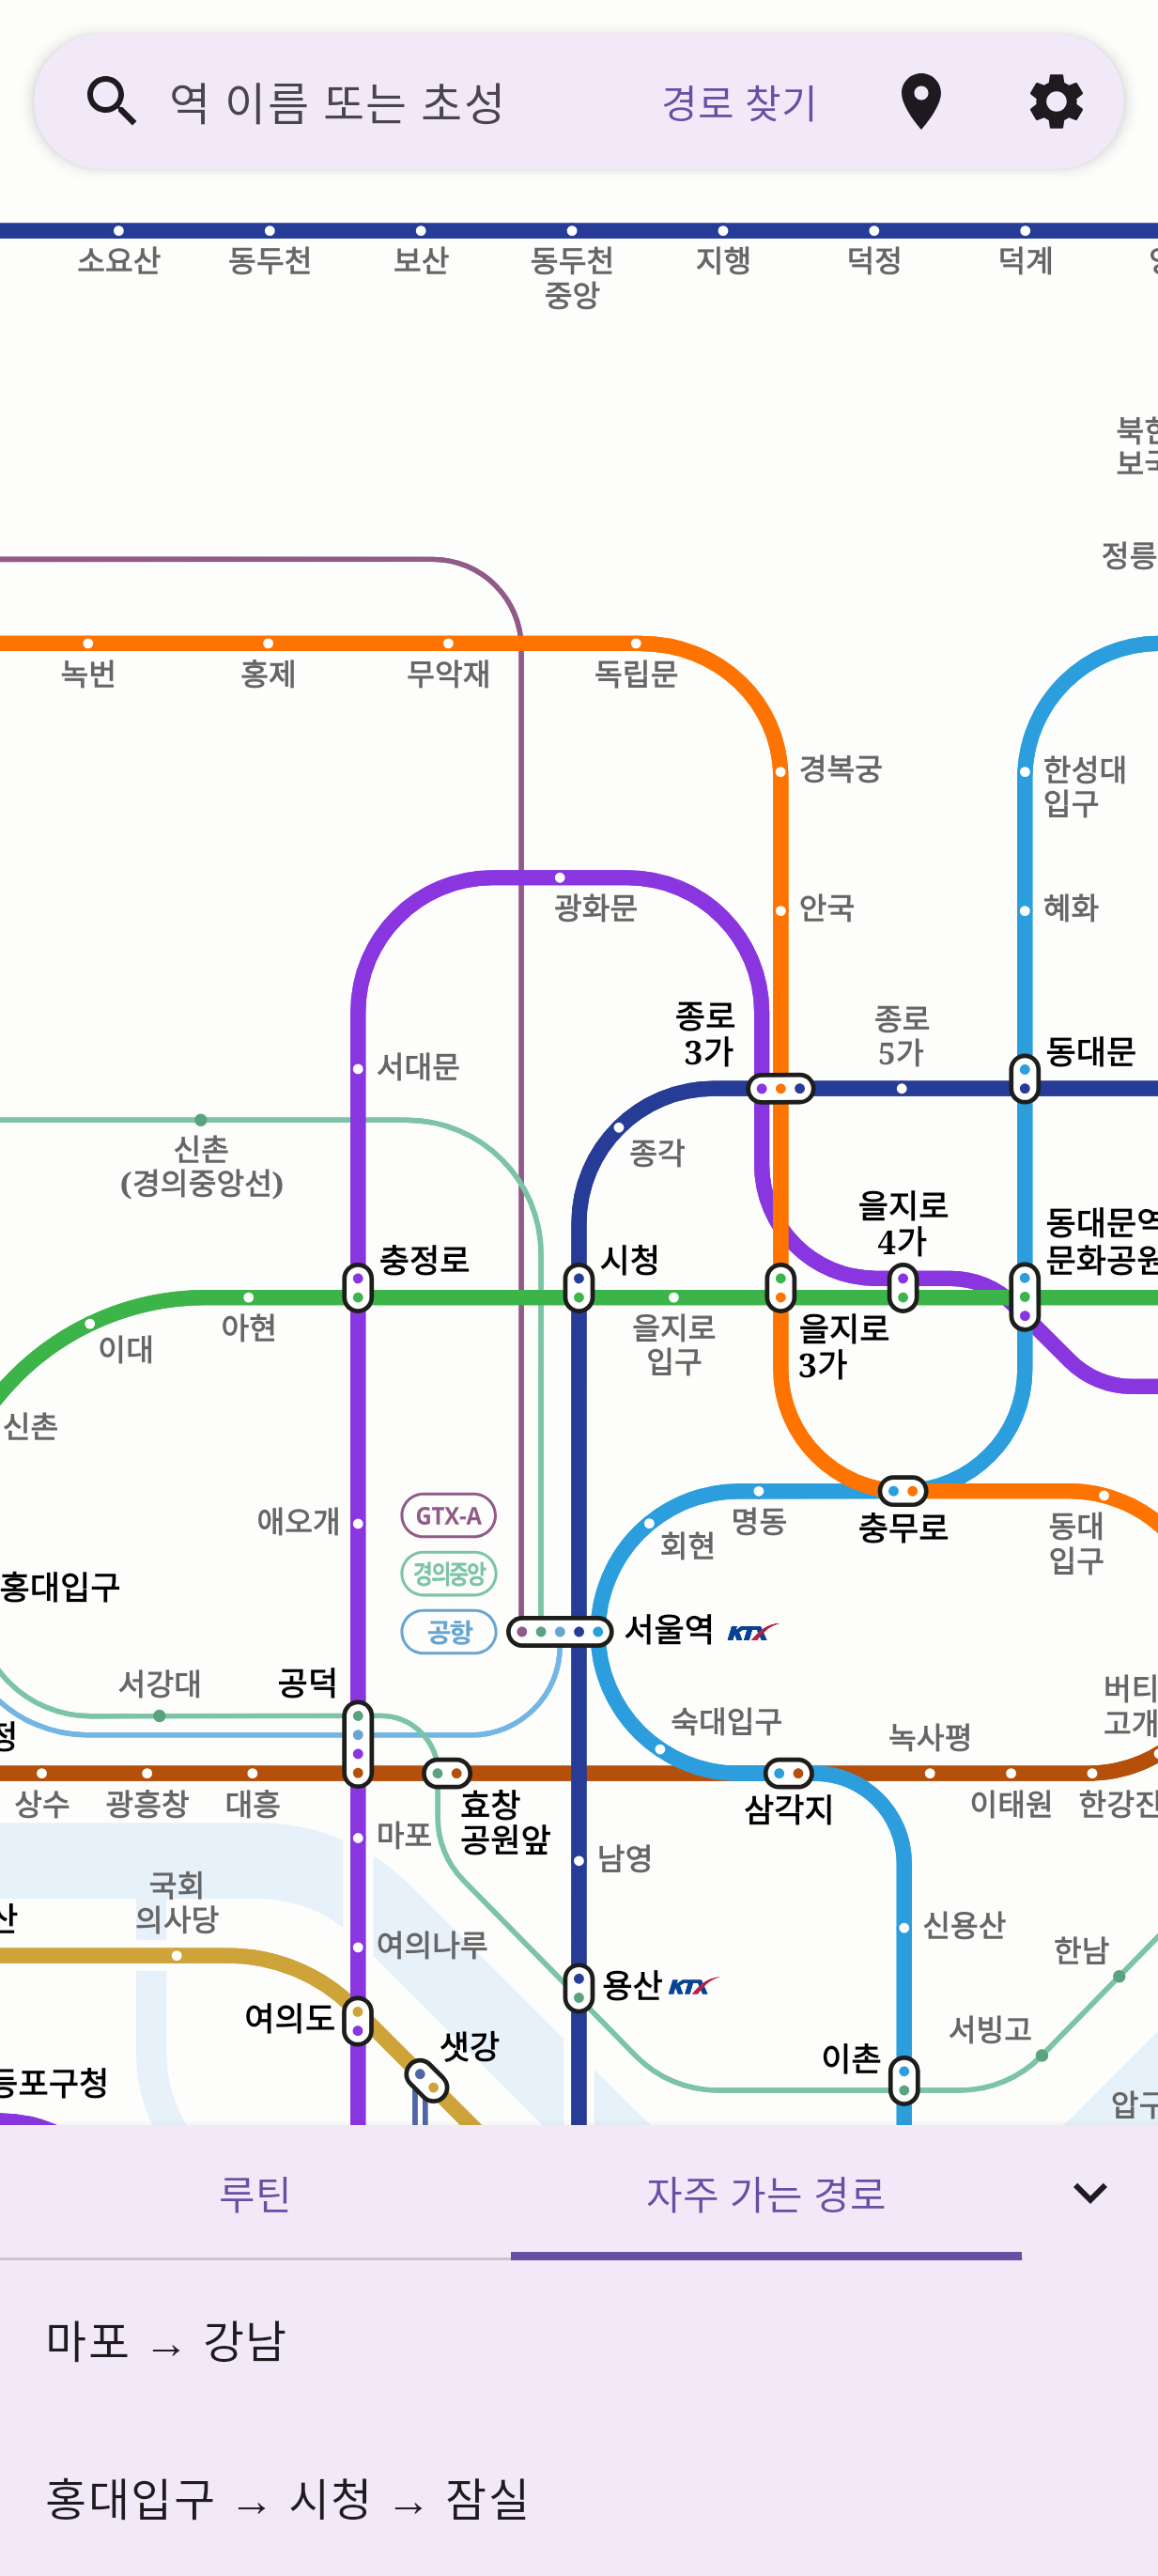 역 이름 또는 초성
경로 찾기
소요산
동두천
보산
동두천
중앙
지행
덕정
덕계
정릉
녹번
홍제
무악재
독립문
경복궁
한성대
입구
광화문
안국
혜화
종로
3가
종로
5가
동대문
서대문
종각
신촌
(경의중앙선)
을지로
4가
충정로
시청
문화공원
이대
아현
을지로
입구
을지로
3가
신촌
애오개
GTX-A
경의중앙
공항
회현
명동
충무로
동대
입구
홍대입구
서울역 KTX
서강대
공덕
숙대입구
녹사평
버티
고개
상수
광흥창
대흥
마포
효창
공원앞
삼각지
이태원
한강진
남영
국회
의사당
여의나루
신용산
한남
여의도
샛강
용산 KTX
이촌
서빙고
등포구청
루틴
자주 가는 경로
마포 → 강남
홍대입구 → 시청 → 잠실